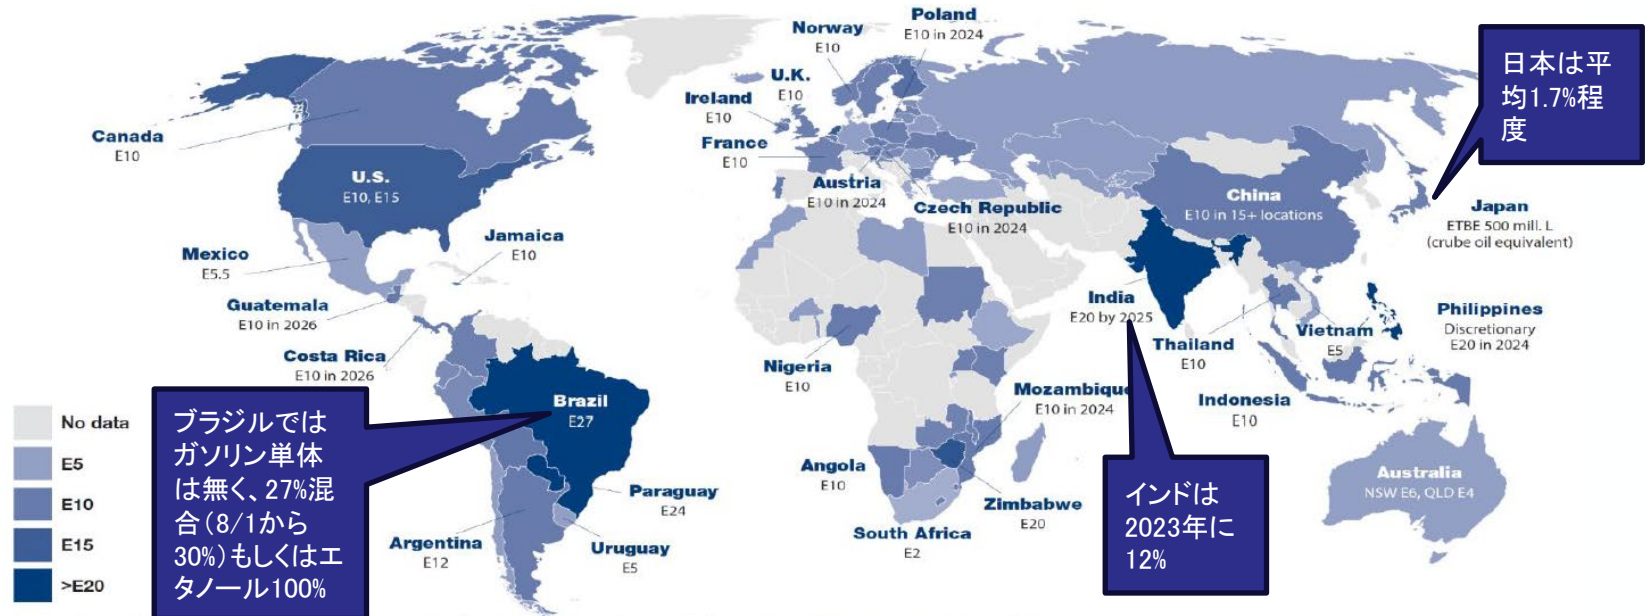 Norway
E10
Poland
E10 in 2024
U.K.
E10
Ireland
E10
France
E10
Austria
E10 in 2024
Czech Republic
E10 in 2024
Canada
E10
U.S.
E10, E15
Mexico
E5.5
Jamaica
E10
Guatemala
E10 in 2026
Costa Rica
E10 in 2026
China
E10 in 15+ locations
日本は平
均1.7%程
度
Japan
ETBE 500 mill. L
(crube oil equivalent)
India
E20 by 2025
Thailand
E10
Vietnam
E5
Philippines
Discretionary
E20 in 2024
Indonesia
E10
Nigeria
E10
Mozambique
E10 in 2024
Angola
E10
Zimbabwe
E20
South Africa
E2
Australia
NSW E6, QLD E4
インドは
2023年に
12%
Brazil
E27
Paraguay
E24
Uruguay
E5
Argentina
E12
ブラジルでは
ガソリン単体
は無く、27%混
合(8/1から
30%)もしくはエ
タノール100%
No data
E5
E10
E15
>E20